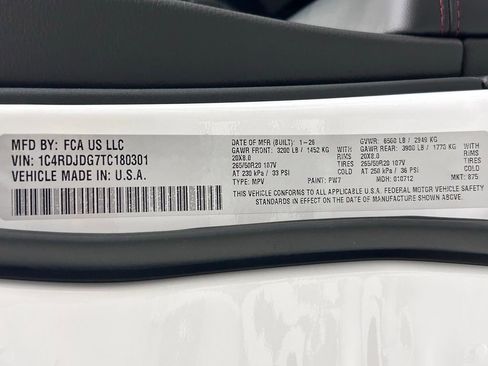 MFD BY: FCA US LLC
VIN: 1C4RDJDG7TC180301
VEHICLE MADE IN: U.S.A.
DATE OF MFR (BUILT): 1-26 GVWR: 6500 LB / 2949 KG
GAWR FRONT: 3200 LB / 1452 KG WITH GAWR REAR: 3900 LB / 1770 KG WITH
20X8.0 TIRES 20X8.0 TIRES
265/50R20 107V RIMS 265/50R20 107V RIMS
AT 230 kPa / 33 PSI COLD AT 250 kPa / 36 PSI COLD
TYPE: MPV PAINT: PW7 MDH: 010712 MKT: 875
THIS VEHICLE CONFORMS TO ALL APPLICABLE U.S.A. FEDERAL MOTOR VEHICLE SAFETY
STANDARDS IN EFFECT ON THE DATE OF MANUFACTURE SHOWN ABOVE.